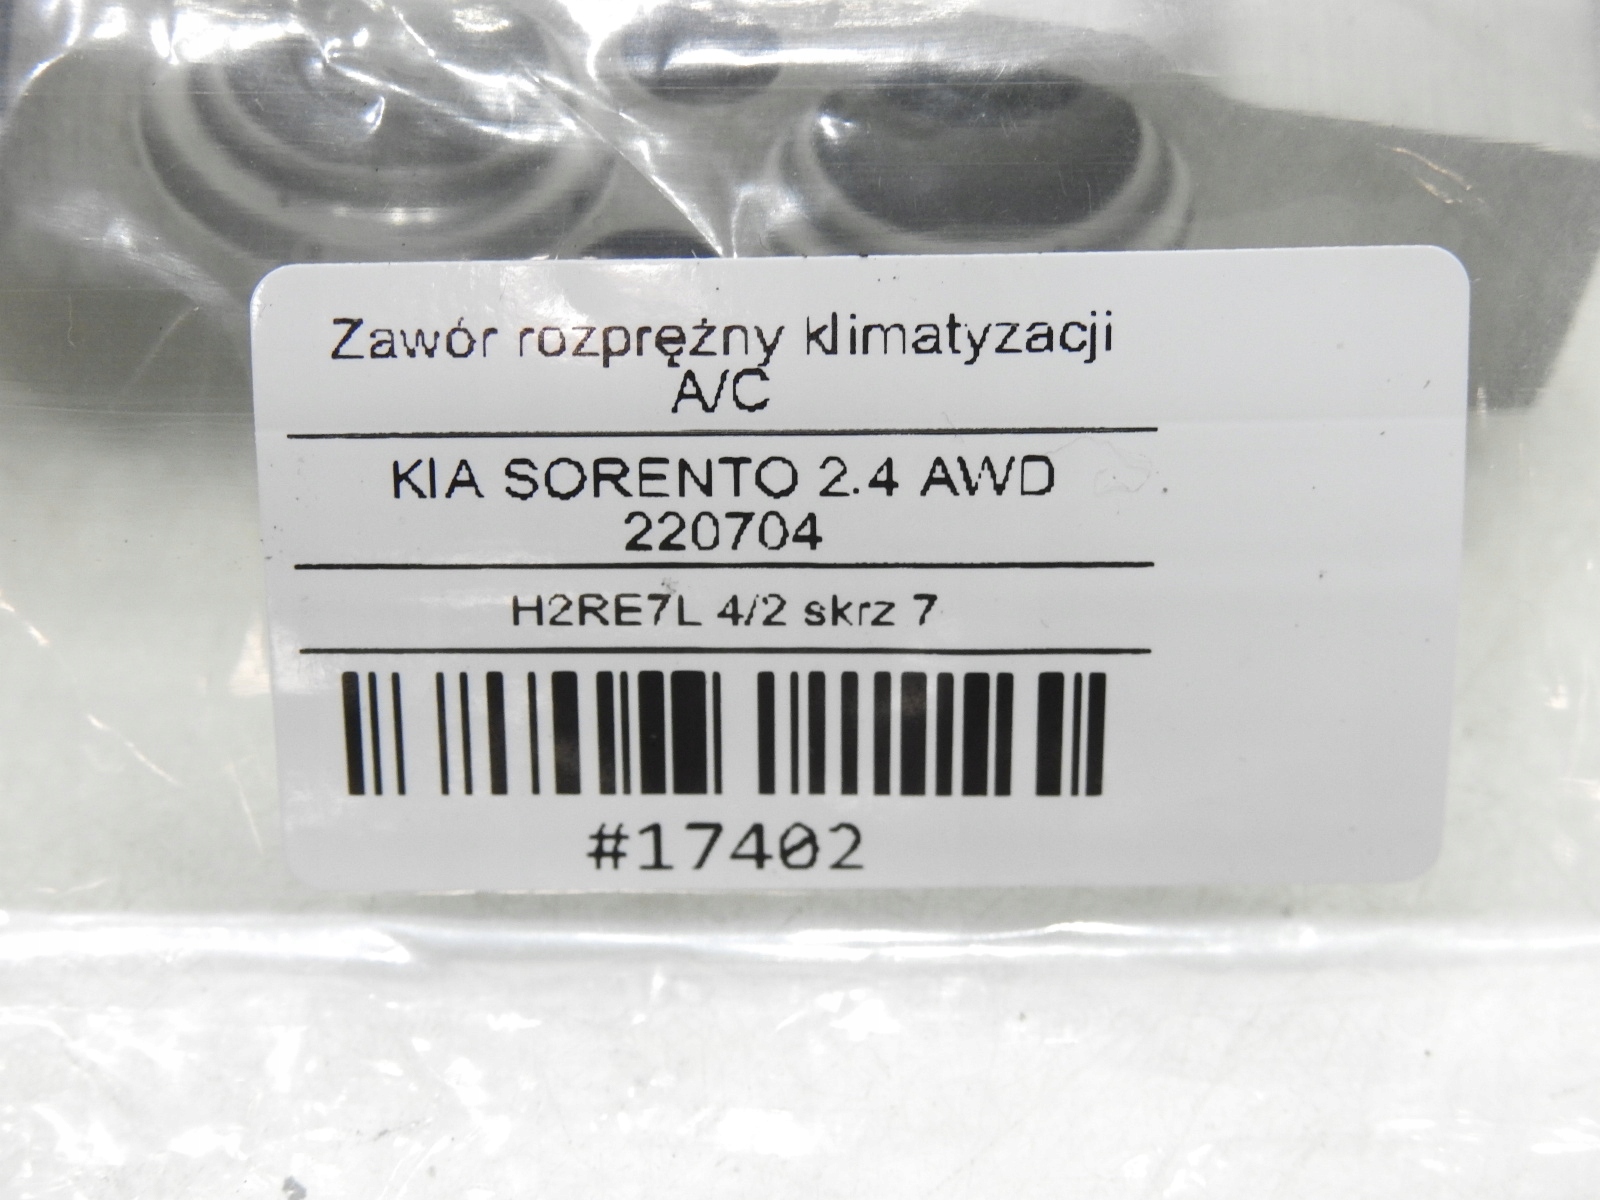 Zawór rozprężny klimatyzacji
A/C
KIA SORENTO 2.4 AWD
220704
H2RE7L 4/2 skrz 7
#17402